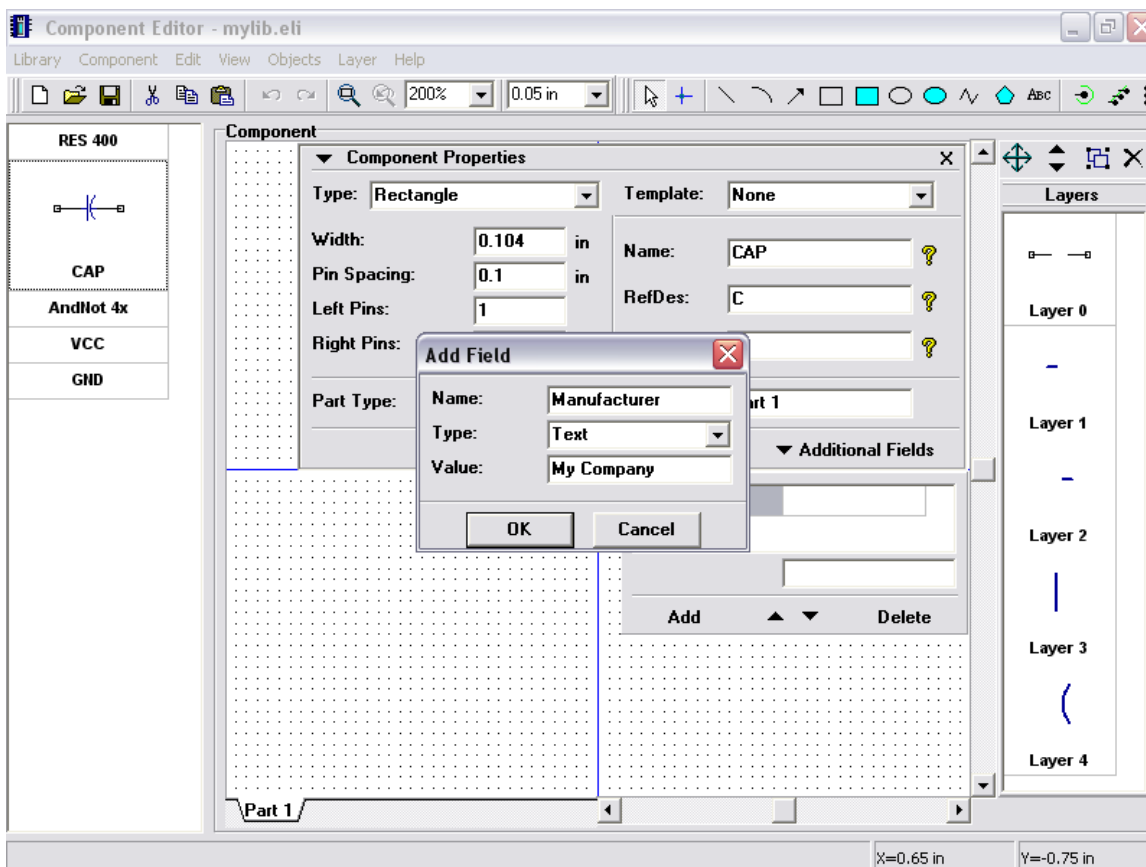 Component Editor - mylib.eli
Library Component Edit View Objects Layer Help
200% 0.05 in ABC
RES 400
CAP
AndNot 4x
VCC
GND
Component
Component Properties X
Type: Rectangle Template: None
Width: 0.104 in
Pin Spacing: 0.1 in
Left Pins: 1
Right Pins:
Name: CAP ?
RefDes: C ?
?
Part Type: art 1
Additional Fields
Add Field
Name: Manufacturer
Type: Text
Value: My Company
OK Cancel
Add Delete
Part 1
Layers
Layer 0
Layer 1
Layer 2
Layer 3
Layer 4
X=0.65 in Y=-0.75 in